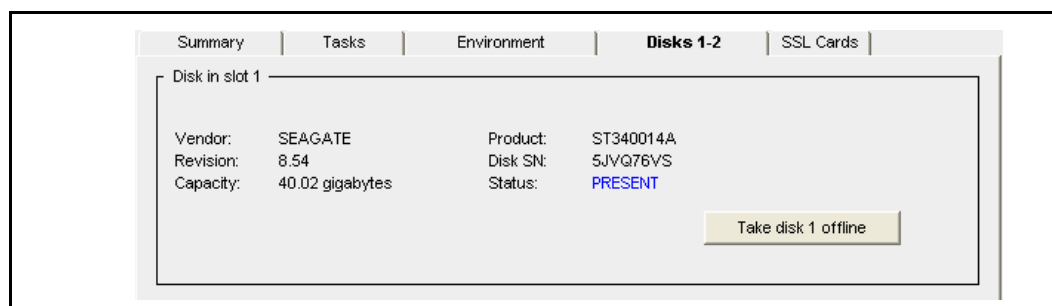 Summary Tasks Environment Disks 1-2 SSL Cards
Disk in slot 1
Vendor: SEAGATE Product: ST340014A
Revision: 8.54 Disk SN: 5JVQ76VS
Capacity: 40.02 gigabytes Status: PRESENT
Take disk 1 offline